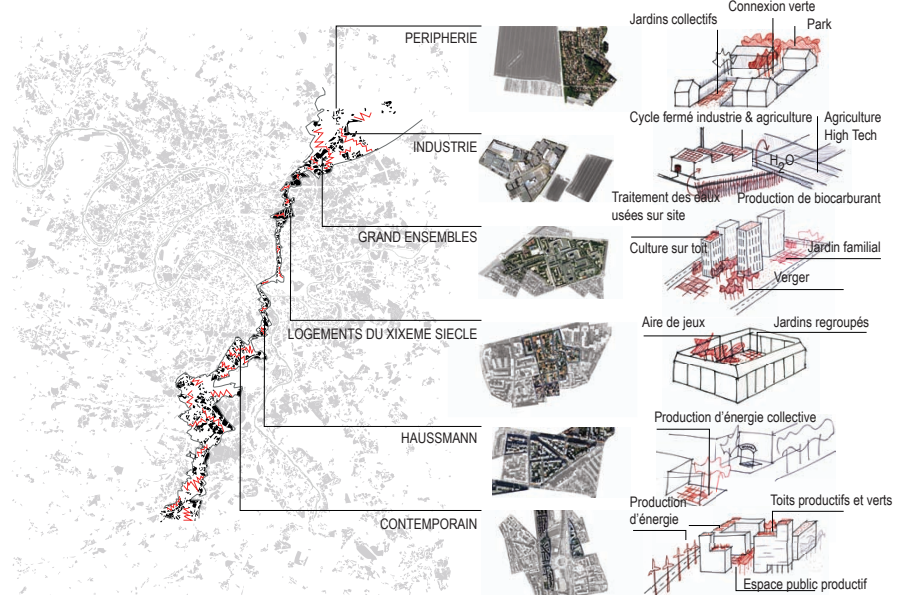 PERIPHERIE
Jardins collectifs
Connexion verte
Park
INDUSTRIE
Cycle fermé industrie & agriculture
Agriculture
High Tech
H2O
Traitement des eaux
usées sur site
Production de biocarburant
GRAND ENSEMBLES
Culture sur toit
Jardin familial
Verger
LOGEMENTS DU XIXEME SIECLE
Aire de jeux
Jardins regroupés
HAUSSMANN
Production d'énergie collective
CONTEMPORAIN
Production
d'énergie
Toits productifs et verts
Espace public productif